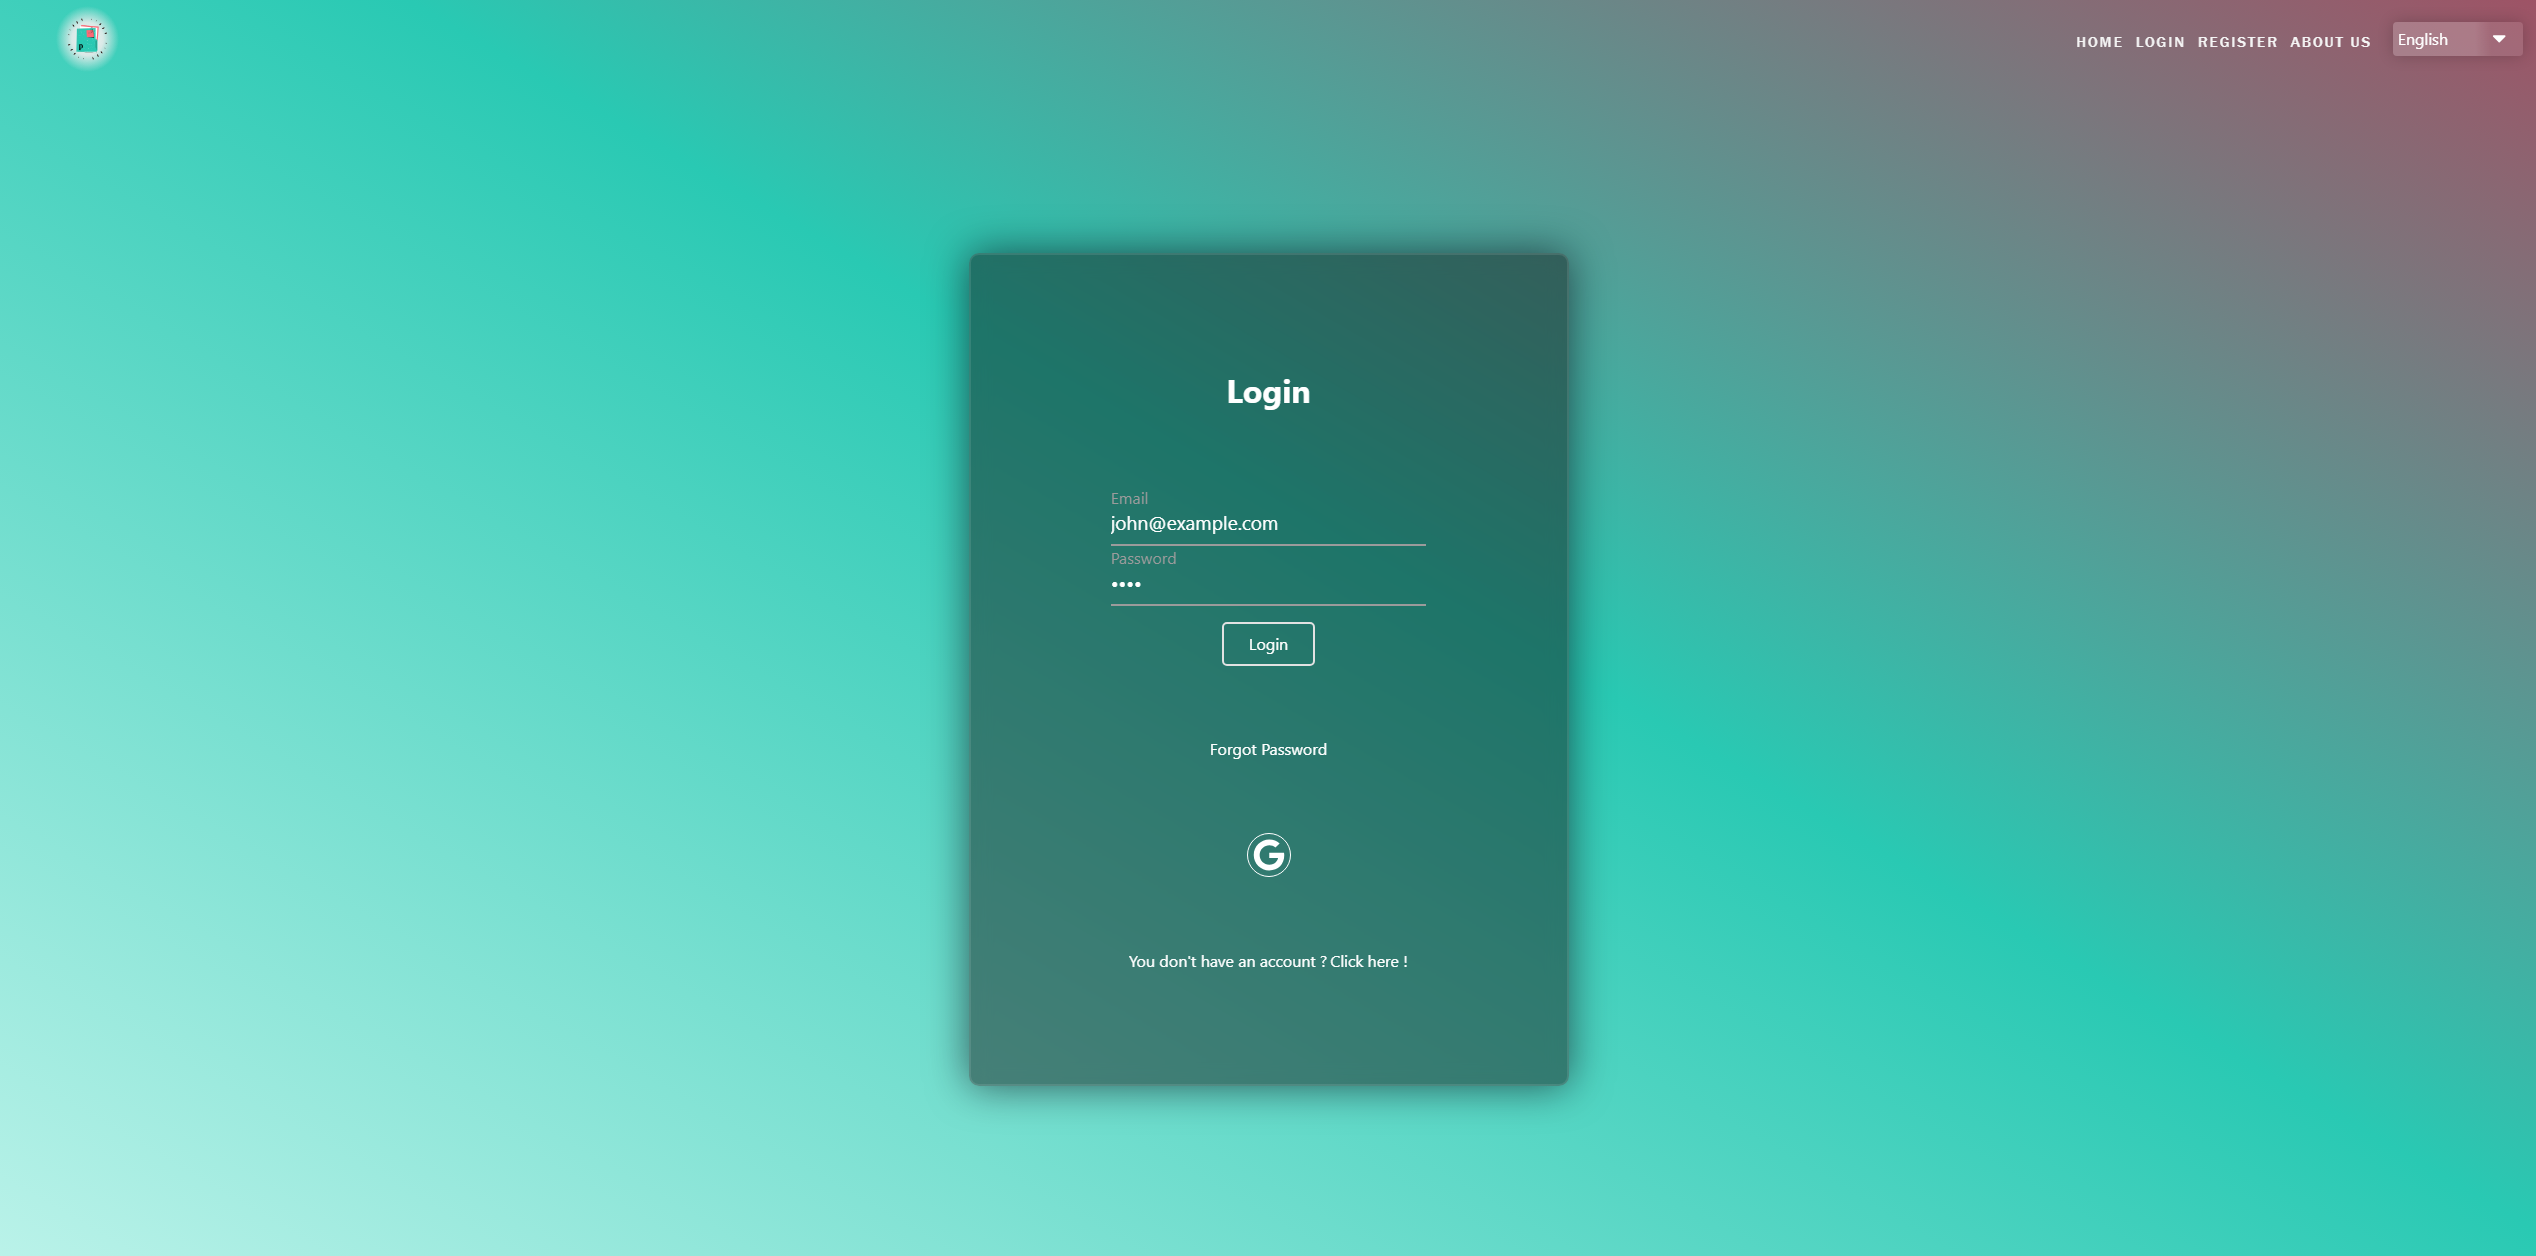 P
HOME LOGIN REGISTER ABOUT US English
Login
Email
john@example.com
Password
••••
Login
Forgot Password
G
You don't have an account ? Click here !